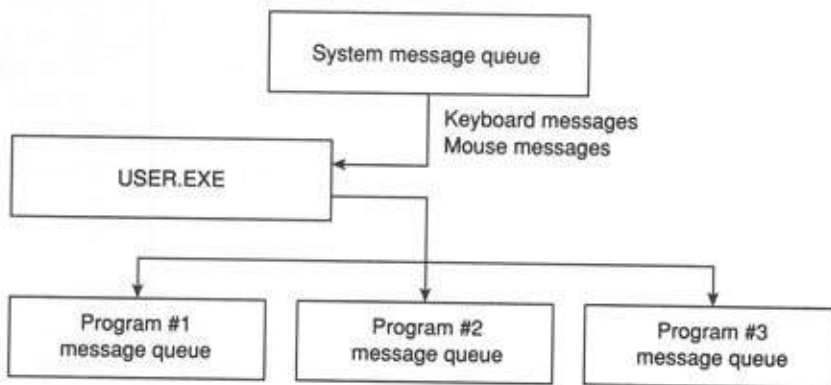 System message queue
Keyboard messages
Mouse messages
USER.EXE
Program #1
message queue
Program #2
message queue
Program #3
message queue